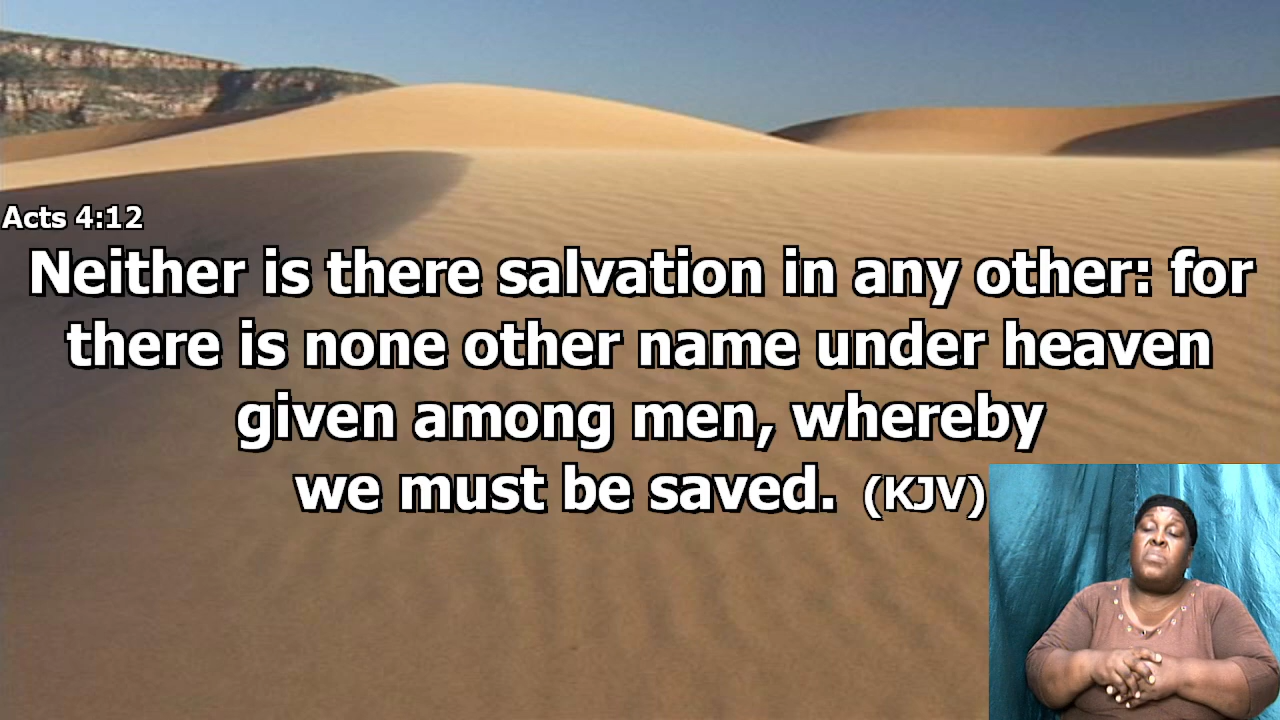 Acts 4:12
Neither is there salvation in any other: for
there is none other name under heaven
given among men, whereby
we must be saved. (KJV)